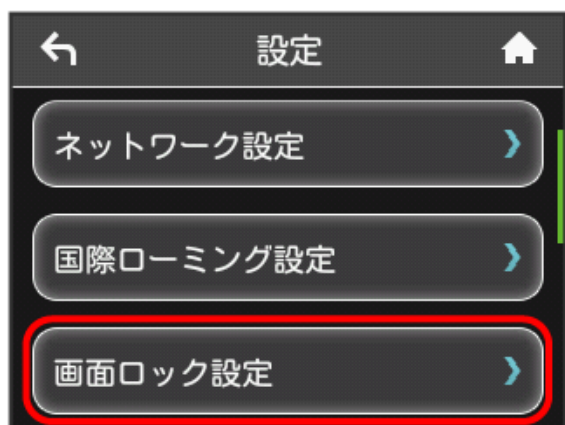 設定
ネットワーク設定
国際ローミング設定
画面ロック設定